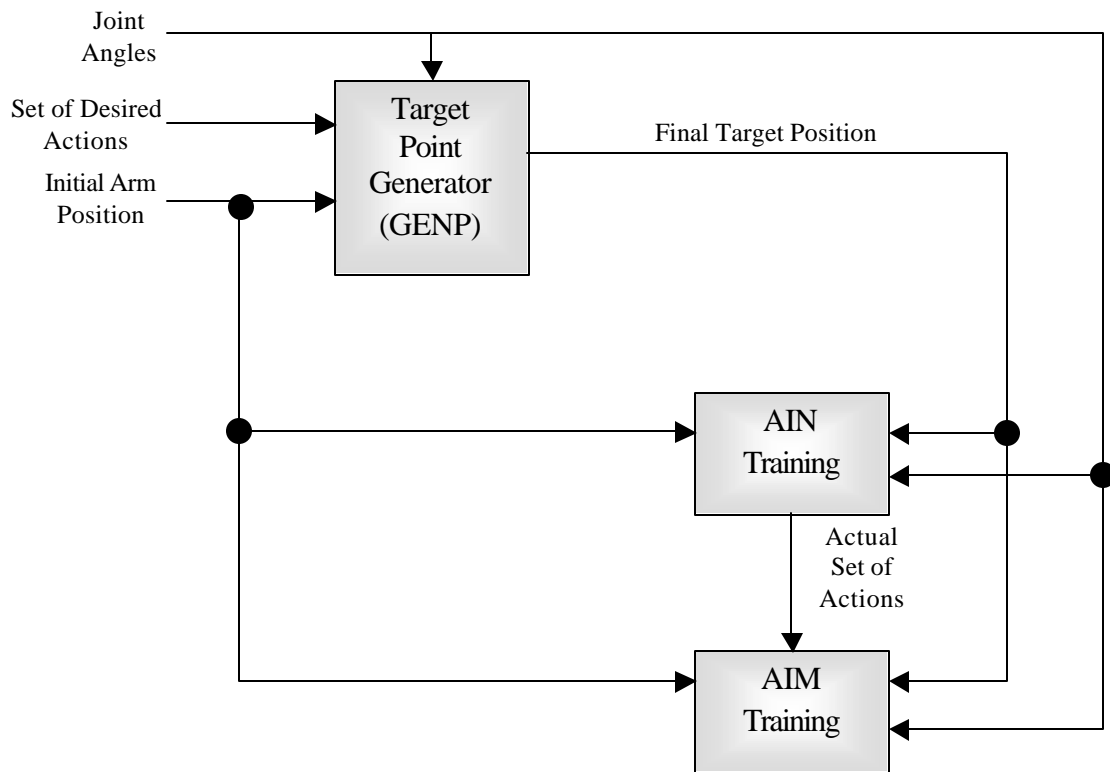 Joint
Angles
Set of Desired
Actions
Initial Arm
Position
Target
Point
Generator
(GENP)
Final Target Position
AIN
Training
Actual
Set of
Actions
AIM
Training